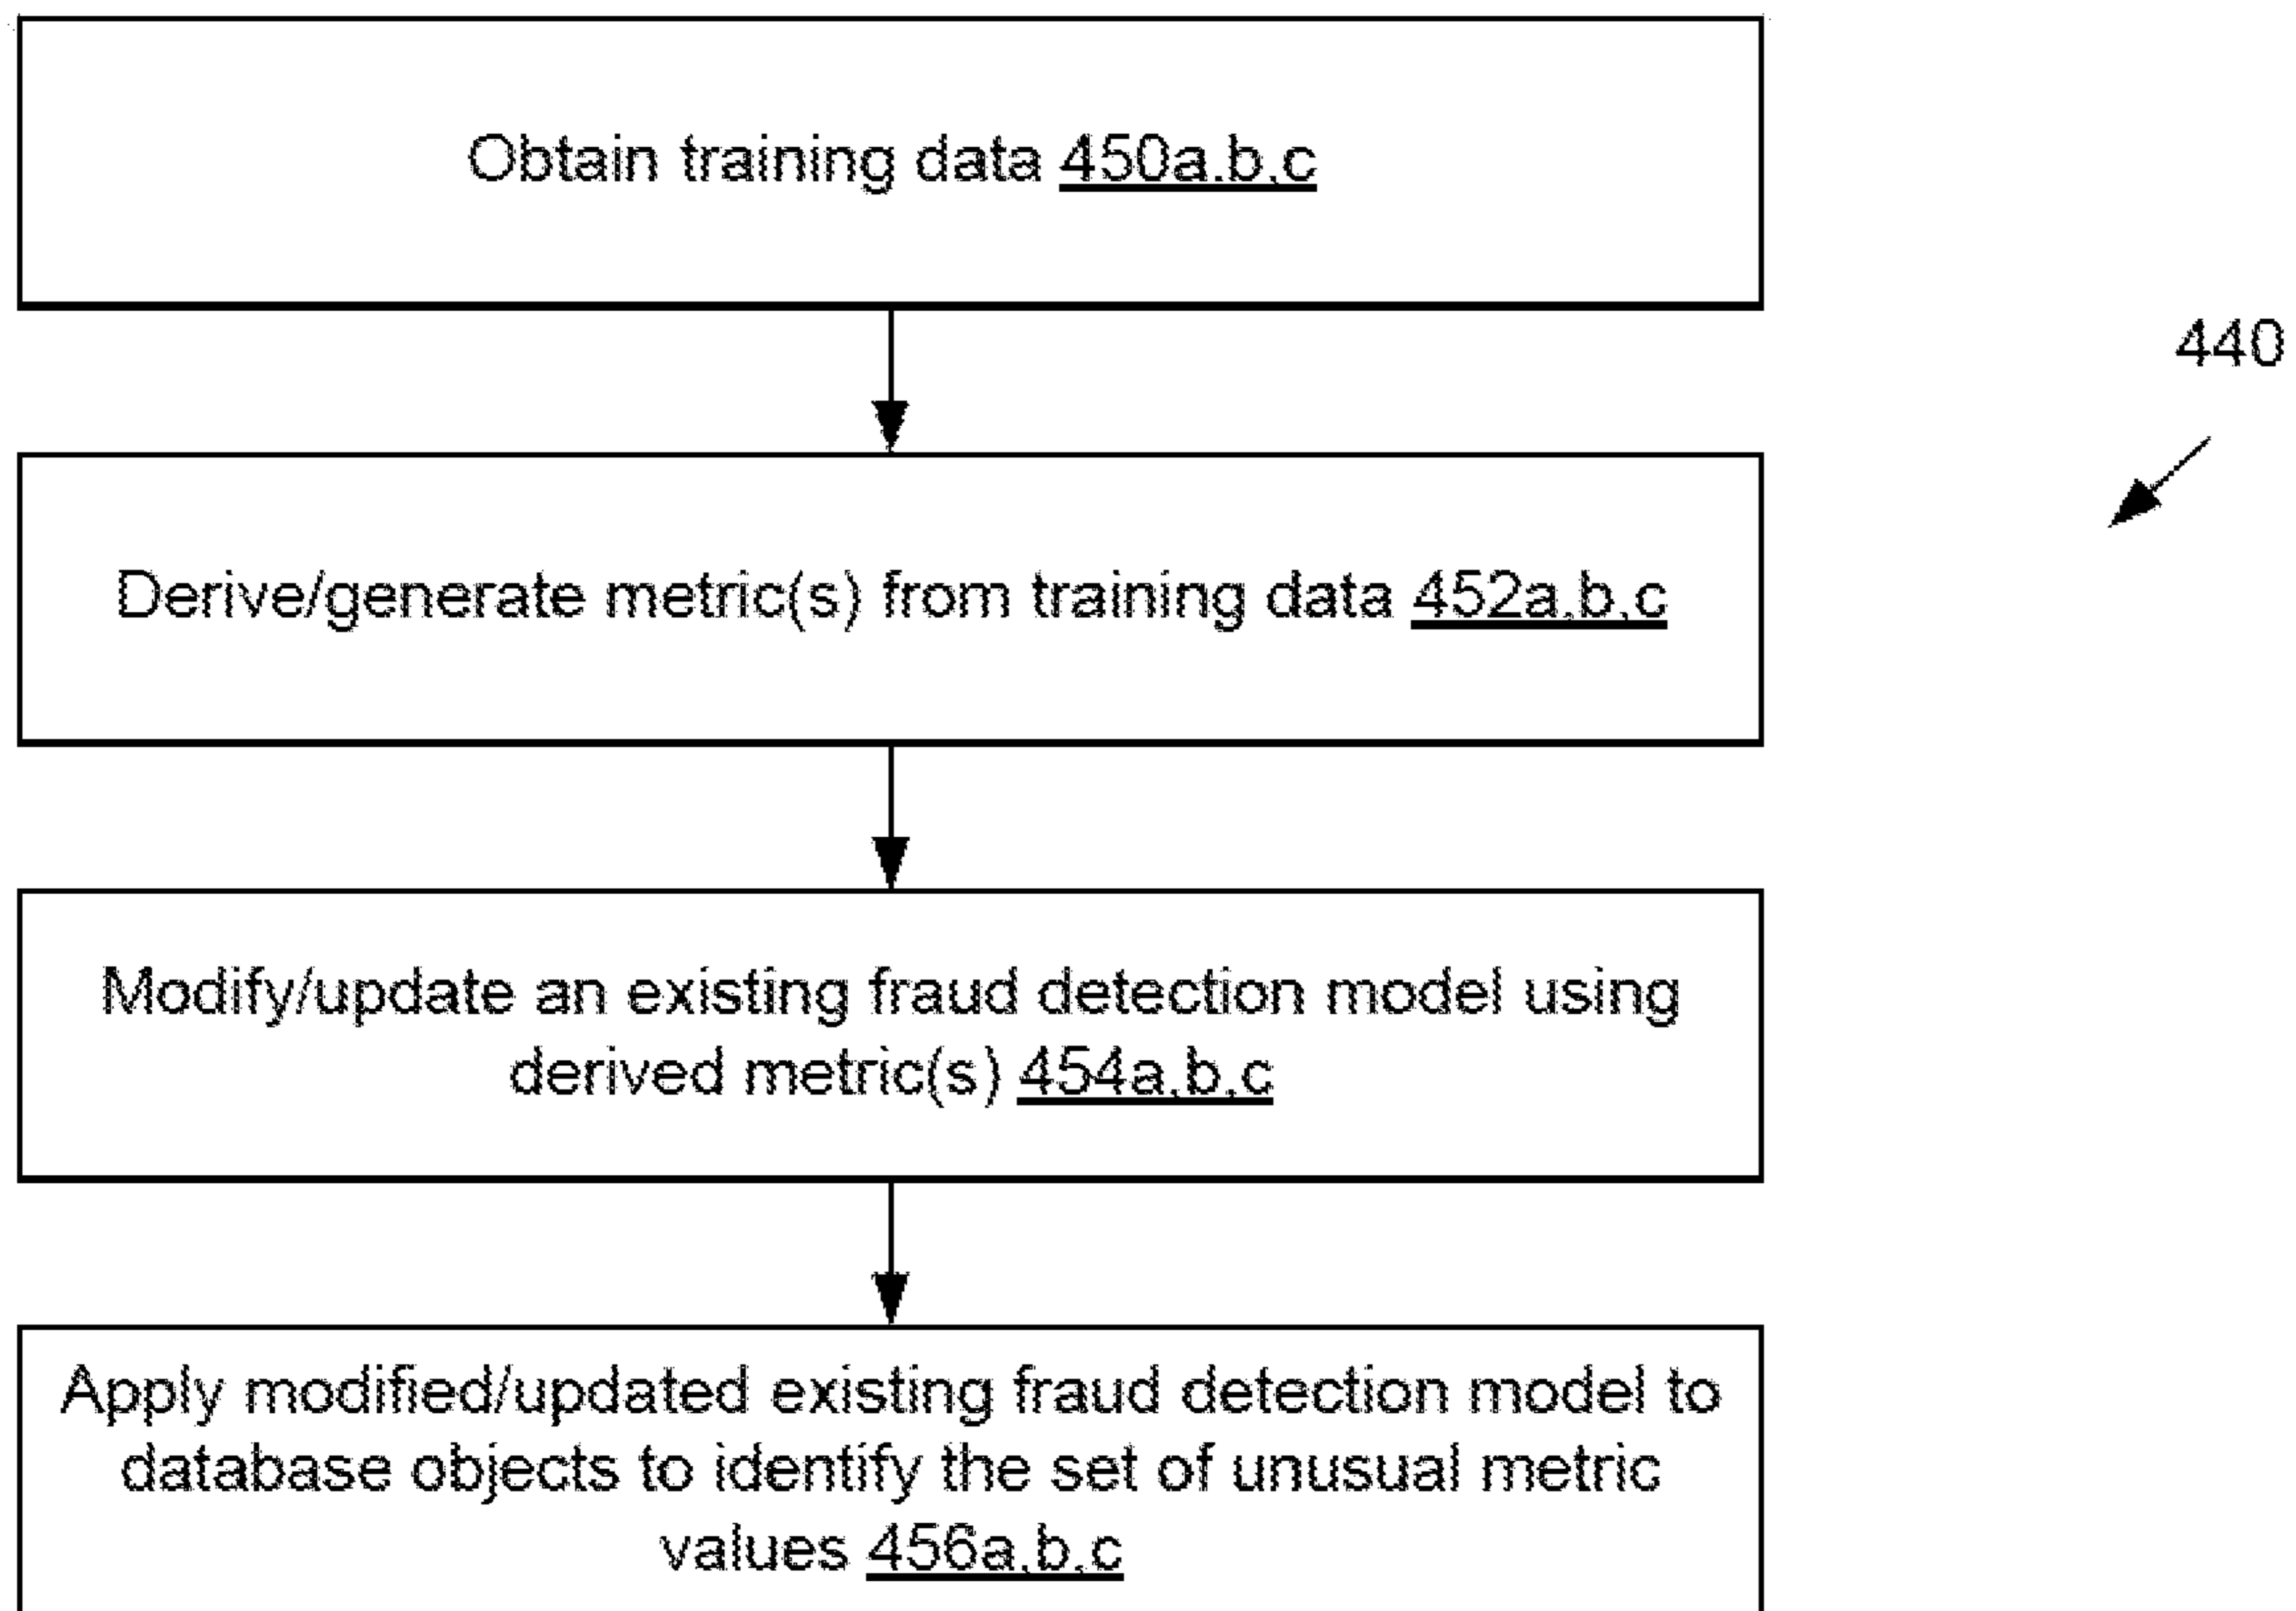 Obtain training data 450a.b,c
440
Derive/generate metric(s) from training data 452a,b,c
Modify/update an existing fraud detection model using
derived metric(s) 454a,b,c
Apply modified/updated existing fraud detection model to
database objects to identify the set of unusual metric
values 456a,b,c